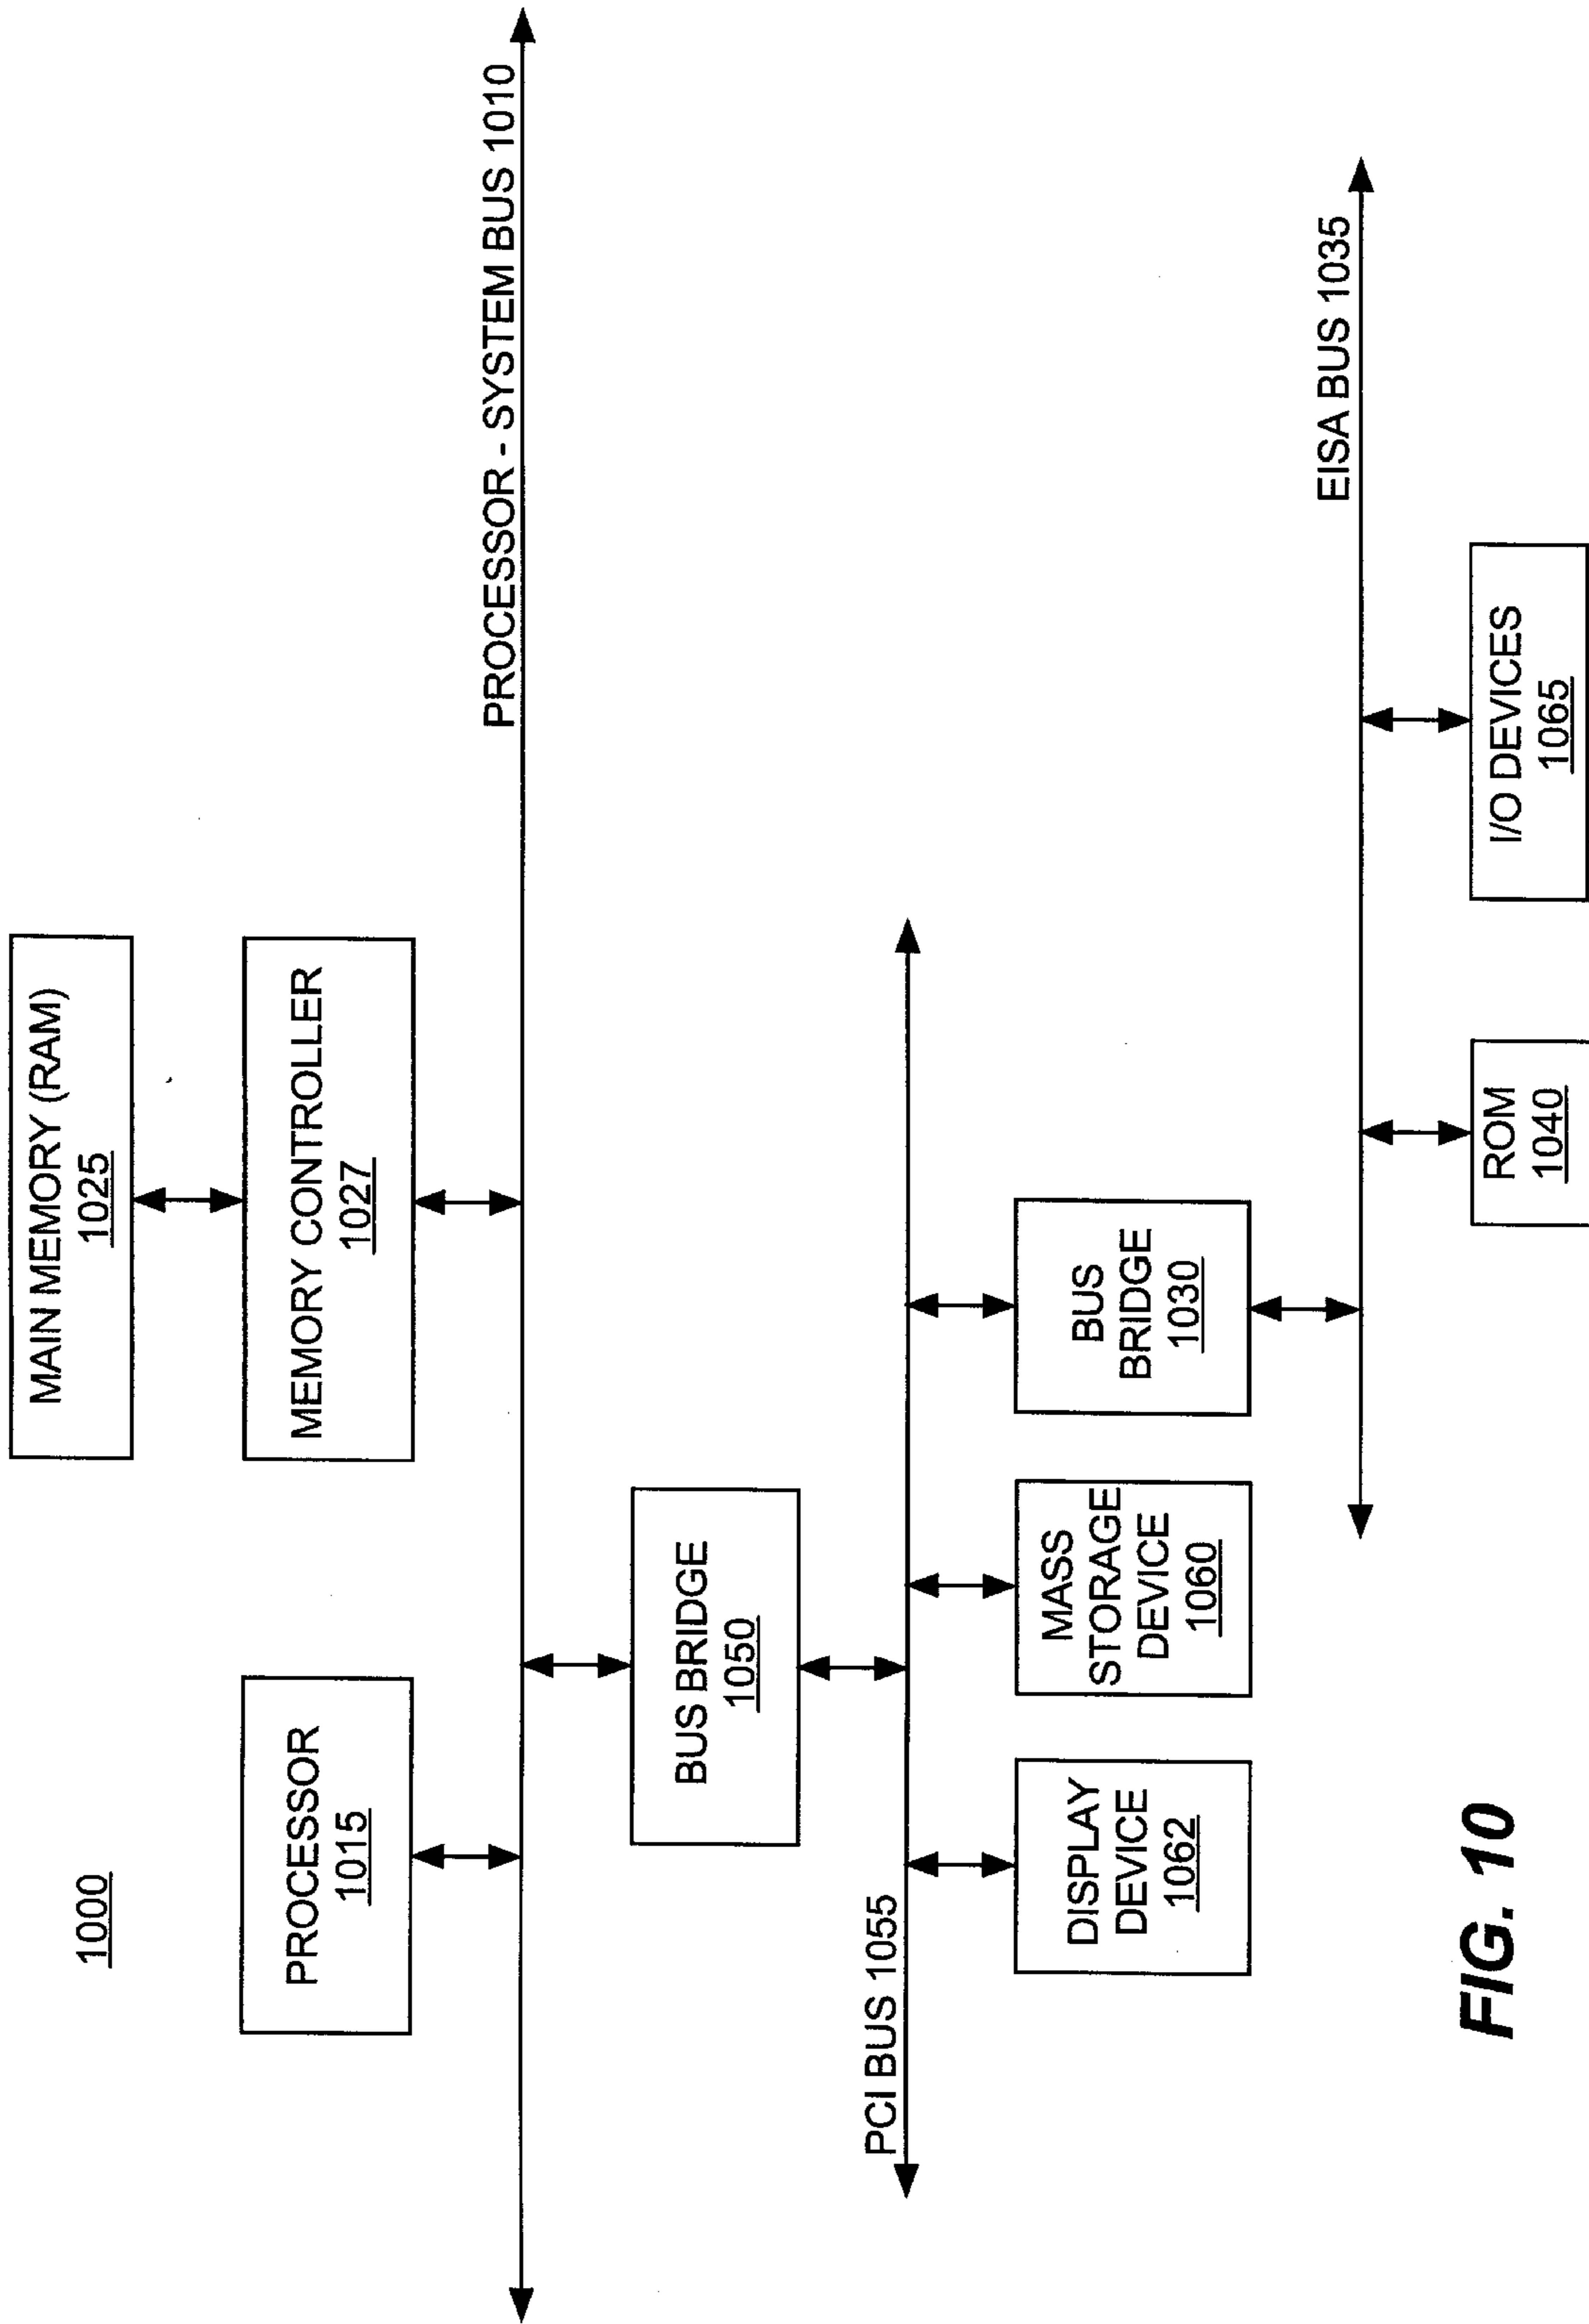 1000
MAIN MEMORY (RAM)
1025
PROCESSOR
1015
MEMORY CONTROLLER
1027
PROCESSOR - SYSTEM BUS 1010
BUS BRIDGE
1050
PCI BUS 1055
DISPLAY
DEVICE
1062
MASS
STORAGE
DEVICE
1060
BUS
BRIDGE
1030
EISA BUS 1035
ROM
1040
I/O DEVICES
1065
FIG. 10